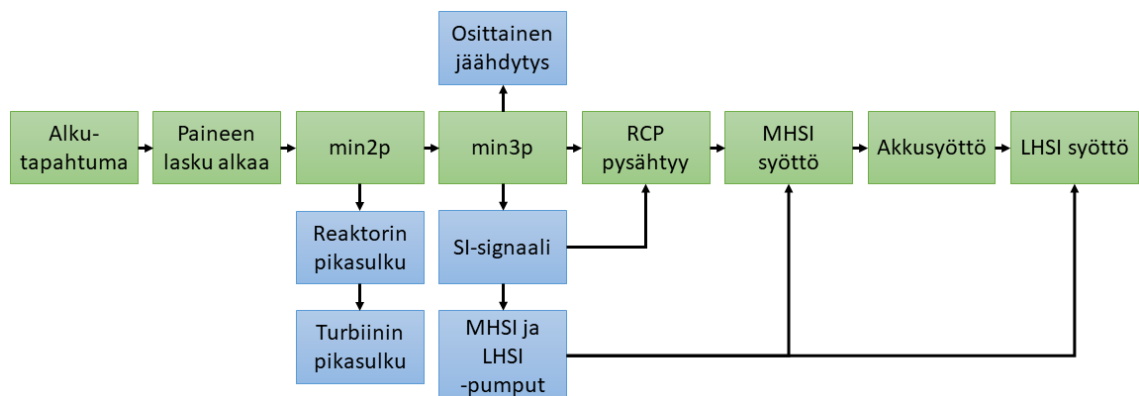 Osittainen
jäähdytys
Alku-
tapahtuma
Paineen
lasku alkaa
min2p
min3p
RCP
pysähtyy
MHSI
syöttö
Akkusyöttö
LHSI syöttö
Reaktorin
pikasulku
SI-signaali
Turbiinin
pikasulku
MHSI ja
LHSI
-pumput